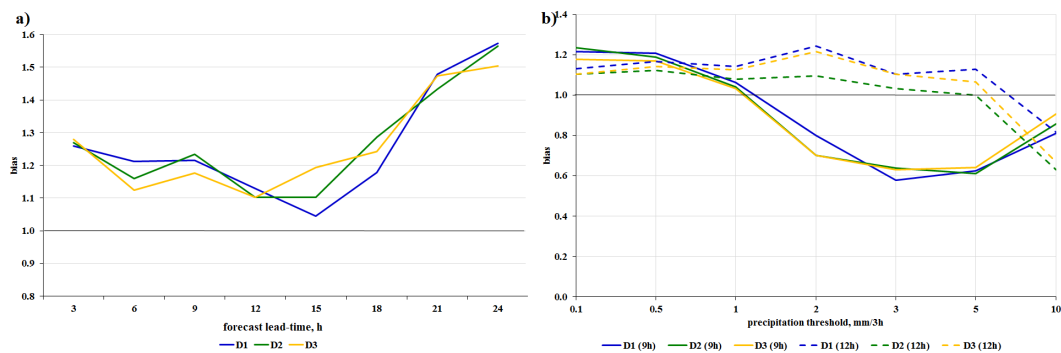 a)
1.6
1.5
1.4
1.3
1.2
1.1
1.0
0.9
0.8
bias
3 6 9 12 15 18 21 24
forecast lead-time, h
D1 D2 D3
b)
1.4
1.2
1.0
0.8
0.6
0.4
0.2
0.0
bias
0.1 0.5 1 2 3 5 10
precipitation threshold, mm/3h
D1 (9h) D2 (9h) D3 (9h) D1 (12h) D2 (12h) D3 (12h)